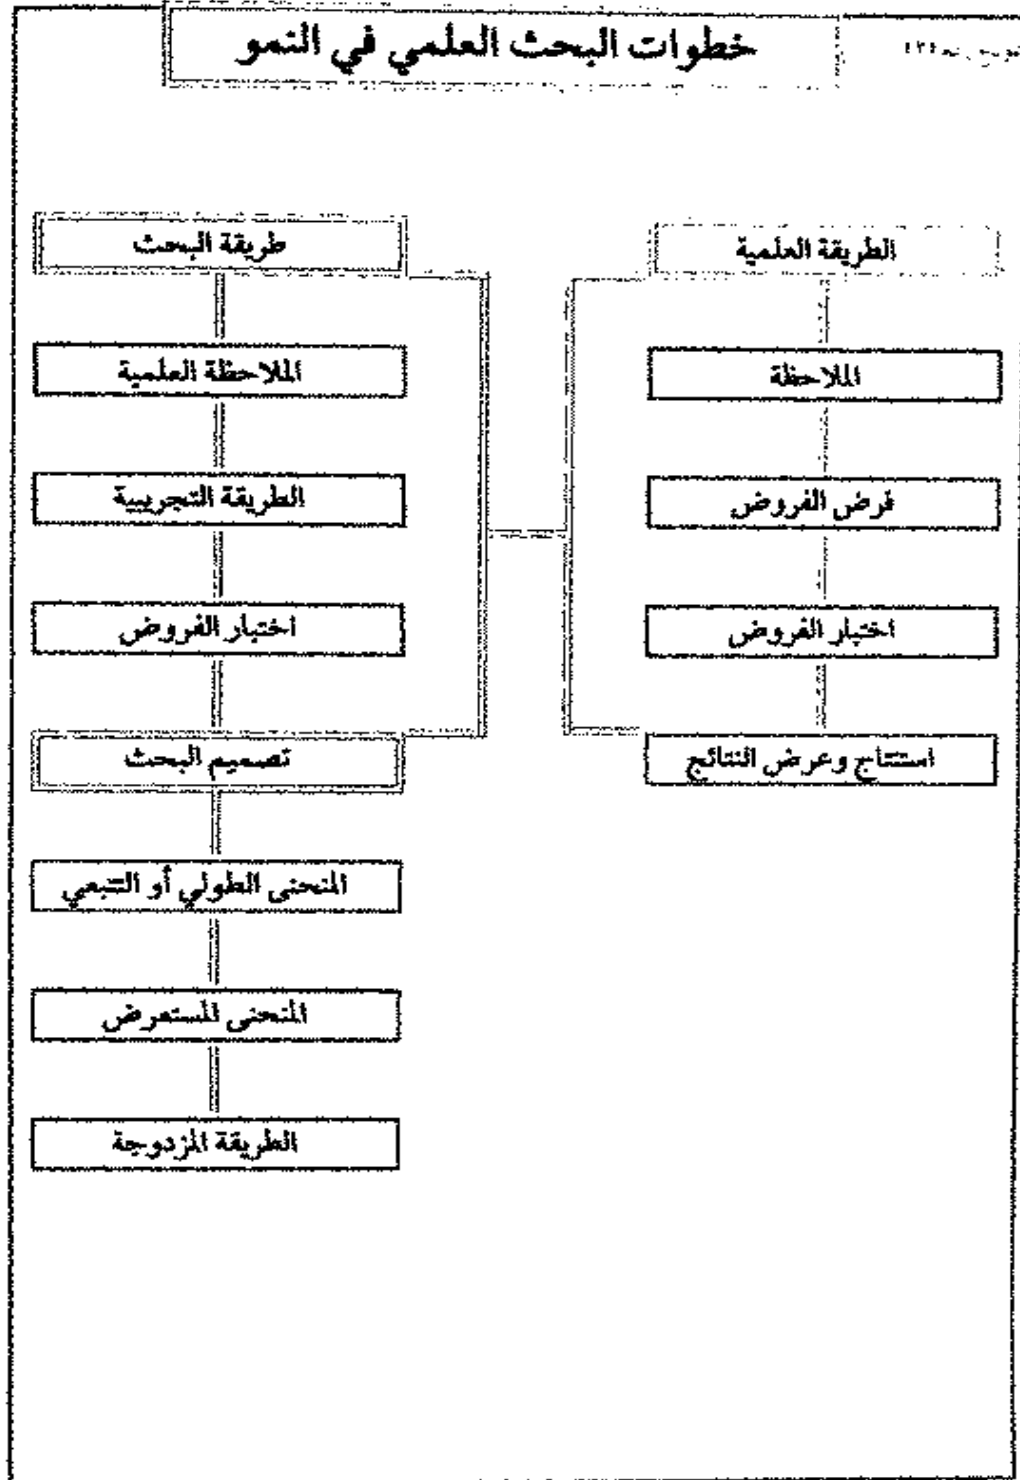 خطوات البحث العلمي في النمو
الطريقة العلمية
الملاحظة
فرض الفروض
اختبار الفروض
استنتاج وعرض النتائج
طريقة البحث
الملاحظة العلمية
الطريقة التجريبية
اختبار الفروض
تصميم البحث
المنحنى الطولي أو التتبعي
المنحنى المستعرض
الطريقة المزدوجة